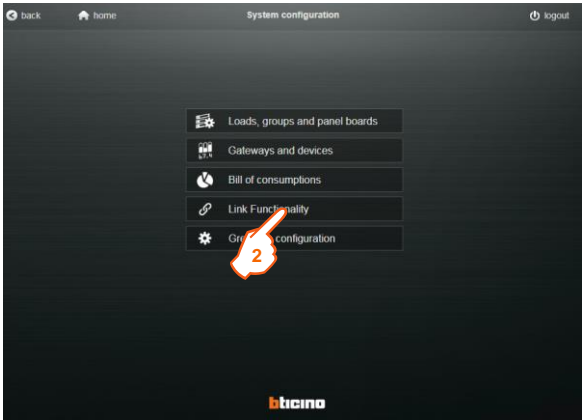 back home System configuration logout
Loads, groups and panel boards
Gateways and devices
Bill of consumptions
Link Functionality
configuration
2
bticino